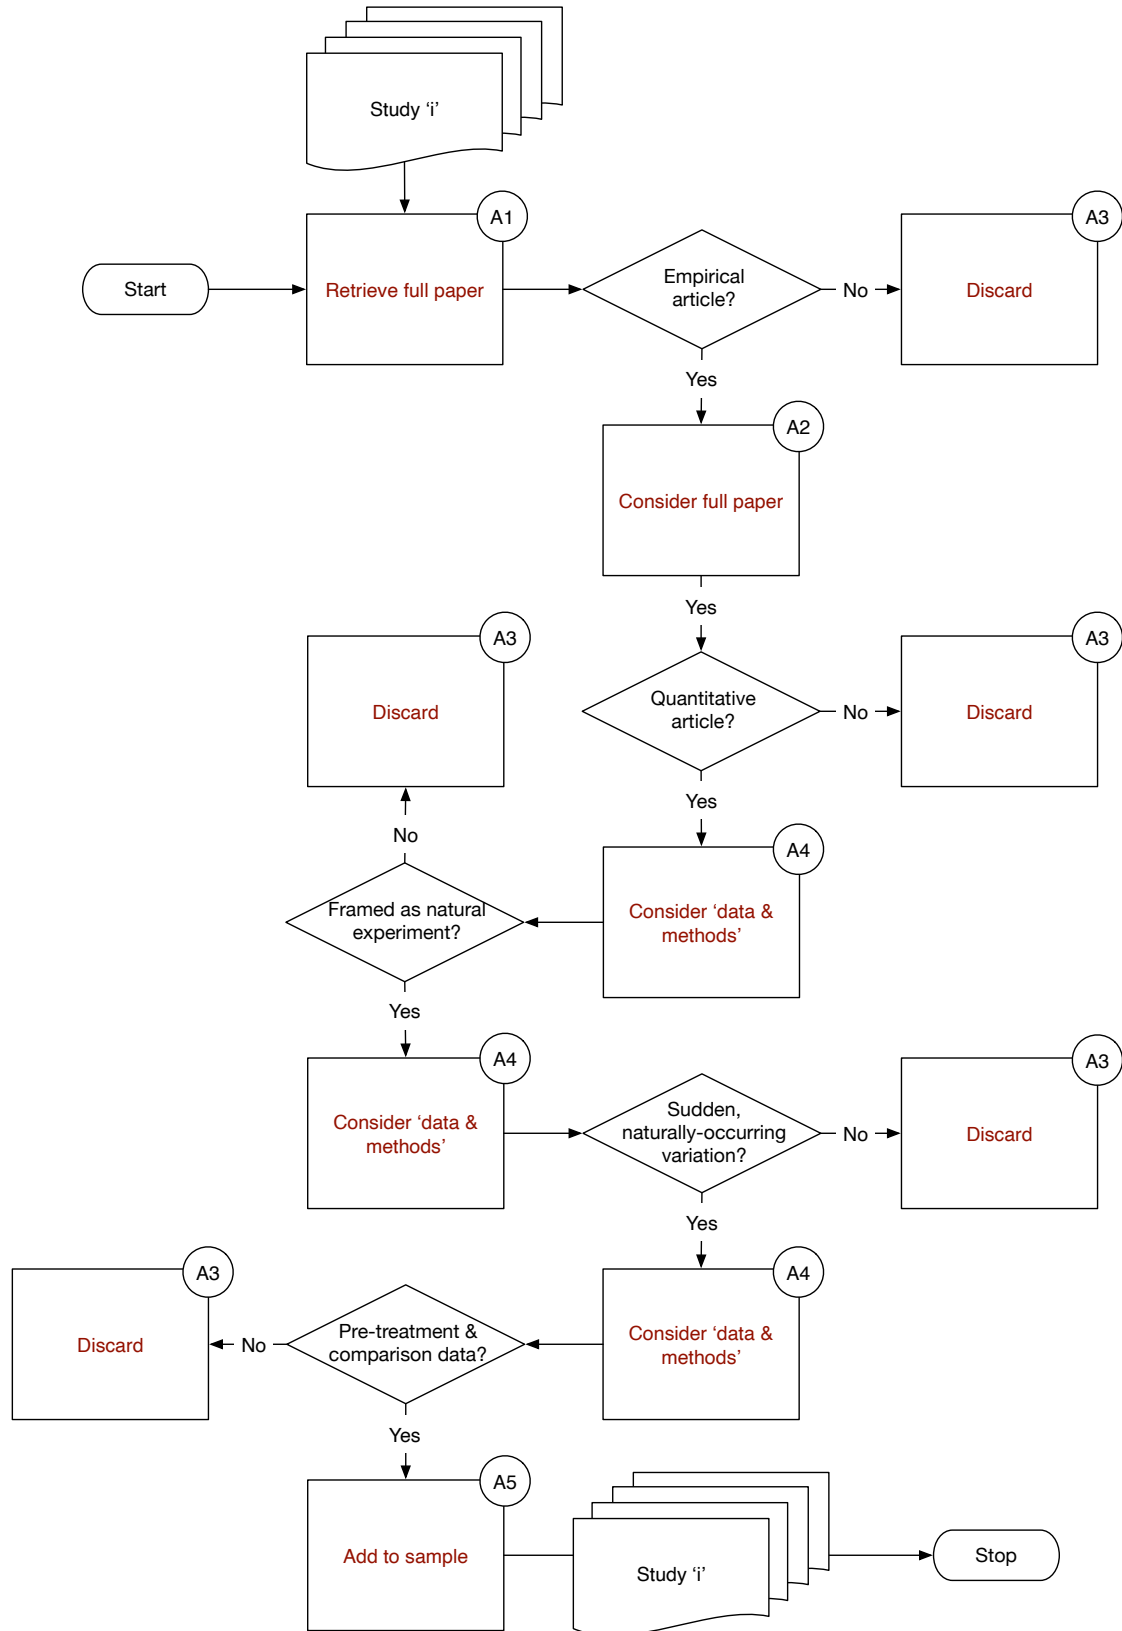 Study ‘i’
A1
A3
Start
Retrieve full paper
Empirical
article?
No
Discard
Yes
A2
Consider full paper
Yes
A3
A3
Discard
Quantitative
article?
No
Discard
Yes
No
A4
Framed as natural
experiment?
Consider ‘data &
methods’
Yes
A4
A3
Consider ‘data &
methods’
Sudden,
naturally-occurring
variation?
No
Discard
Yes
A3
A4
Discard
No
Pre-treatment &
comparison data?
Consider ‘data &
methods’
Yes
A5
Add to sample
Study ‘i’
Stop